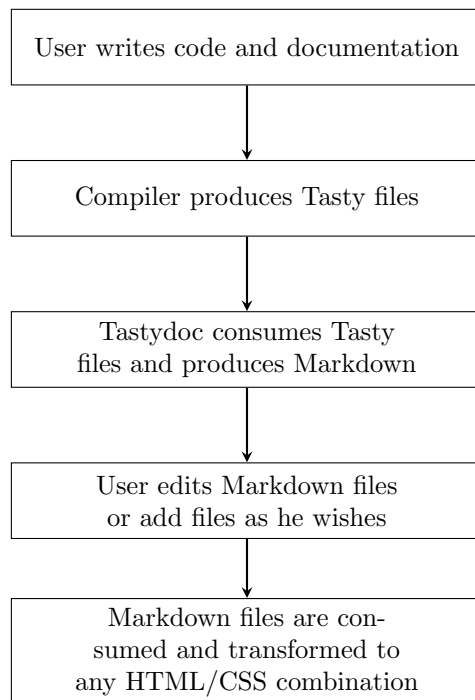 User writes code and documentation
Compiler produces Tasty files
Tastydoc consumes Tasty
files and produces Markdown
User edits Markdown files
or add files as he wishes
Markdown files are con-
sumed and transformed to
any HTML/CSS combination